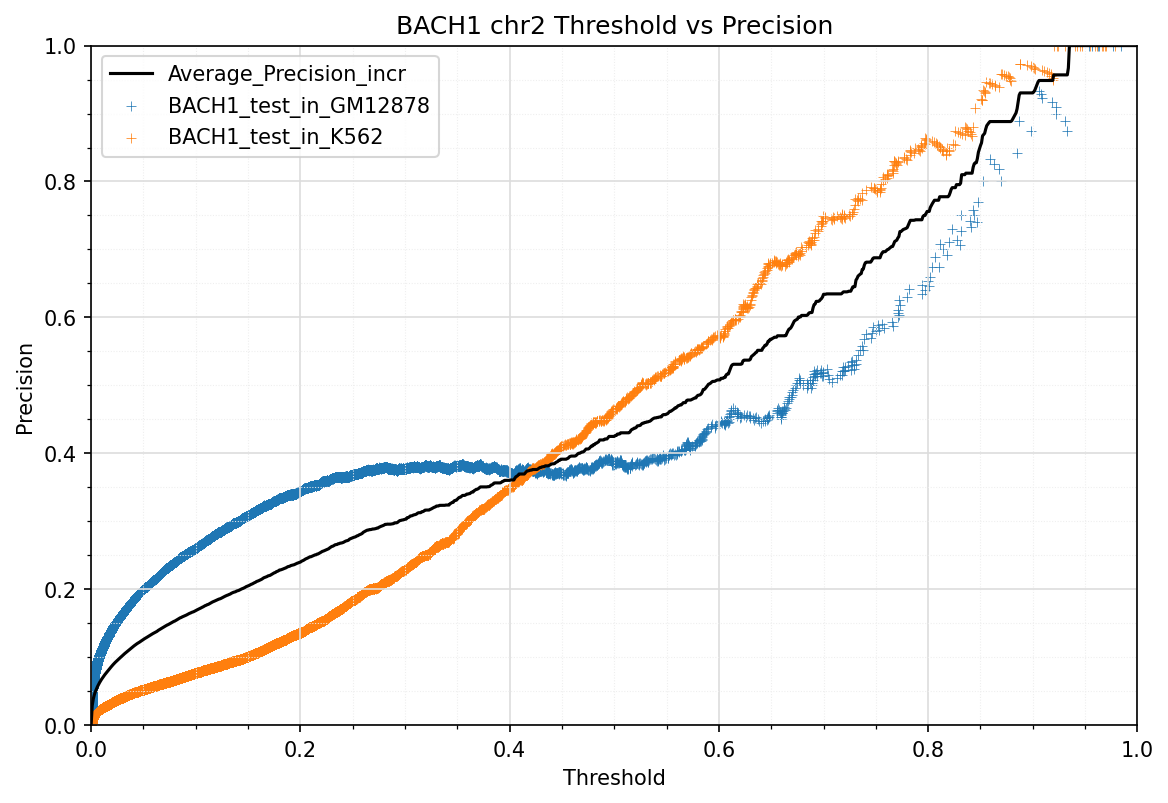 BACH1 chr2 Threshold vs Precision
Average_Precision_incr
BACH1_test_in_GM12878
BACH1_test_in_K562
1.0
0.8
0.6
0.4
0.2
0.0
Precision
0.0 0.2 0.4 0.6 0.8 1.0
Threshold